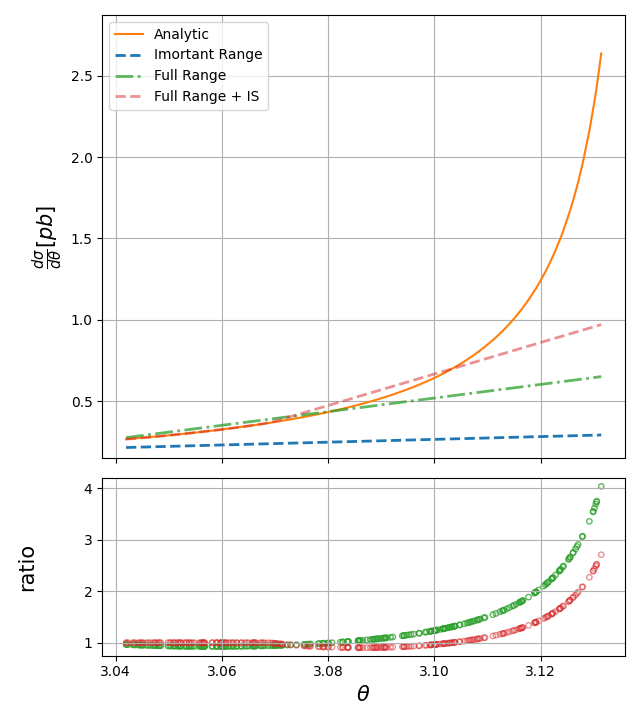 Analytic
Imortant Range
Full Range
Full Range + IS
dσ/dθ [pb]
2.5
2.0
1.5
1.0
0.5
ratio
4
3
2
1
3.04 3.06 3.08 3.10 3.12
θ